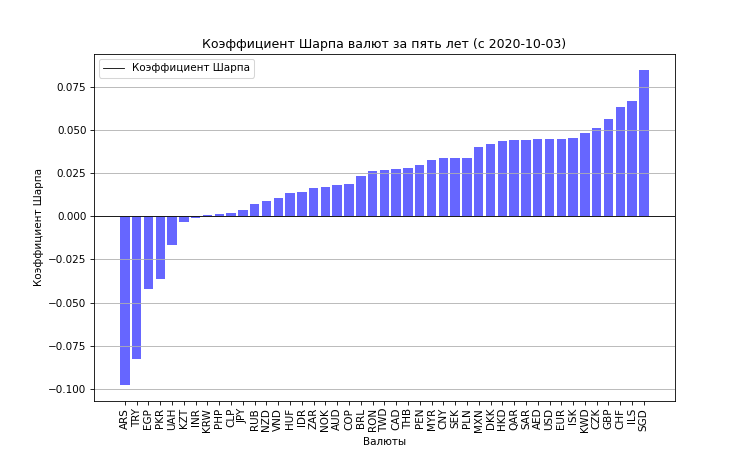 Коэффициент Шарпа валют за пять лет (с 2020-10-03)
Коэффициент Шарпа
Коэффициент Шарпа
0.075
0.050
0.025
0.000
−0.025
−0.050
−0.075
−0.100
ARS TRY EGP PKR UAH KZT INR KRW PHP CLP JPY RUB NZD VND HUF IDR ZAR NOK AUD COP BRL RON TWD CAD THB PEN MYR CNY SEK PLN MXN DKK HKD QAR SAR AED USD EUR ISK KWD CZK GBP CHF ILS SGD
Валюты